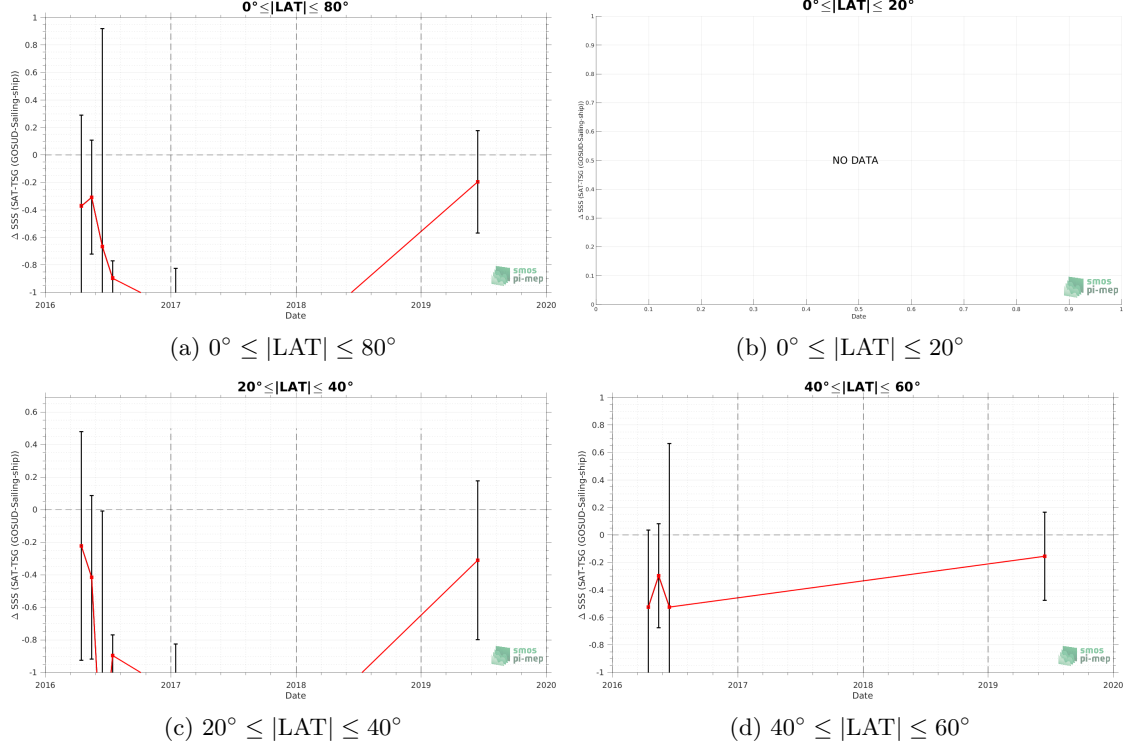 0°≤|LAT|≤ 80°
1
0.8
0.6
0.4
0.2
0
-0.2
-0.4
-0.6
-0.8
-1
Δ SSS (SAT-TSG (GOSUD-Sailing-ship))
2016
2017
2018
2019
2020
Date
smos
pi-mep
(a) 0° ≤ |LAT| ≤ 80°
0°≤|LAT|≤ 20°
1
0.9
0.8
0.7
0.6
0.5
0.4
0.3
0.2
0.1
0
Δ SSS (SAT-TSG (GOSUD-Sailing-ship))
NO DATA
0
0.1
0.2
0.3
0.4
0.5
0.6
0.7
0.8
0.9
1
Date
smos
pi-mep
(b) 0° ≤ |LAT| ≤ 20°
20°≤|LAT|≤ 40°
0.6
0.4
0.2
0
-0.2
-0.4
-0.6
-0.8
-1
Δ SSS (SAT-TSG (GOSUD-Sailing-ship))
2016
2017
2018
2019
2020
Date
smos
pi-mep
(c) 20° ≤ |LAT| ≤ 40°
40°≤|LAT|≤ 60°
1
0.8
0.6
0.4
0.2
0
-0.2
-0.4
-0.6
-0.8
-1
Δ SSS (SAT-TSG (GOSUD-Sailing-ship))
2016
2017
2018
2019
2020
Date
smos
pi-mep
(d) 40° ≤ |LAT| ≤ 60°